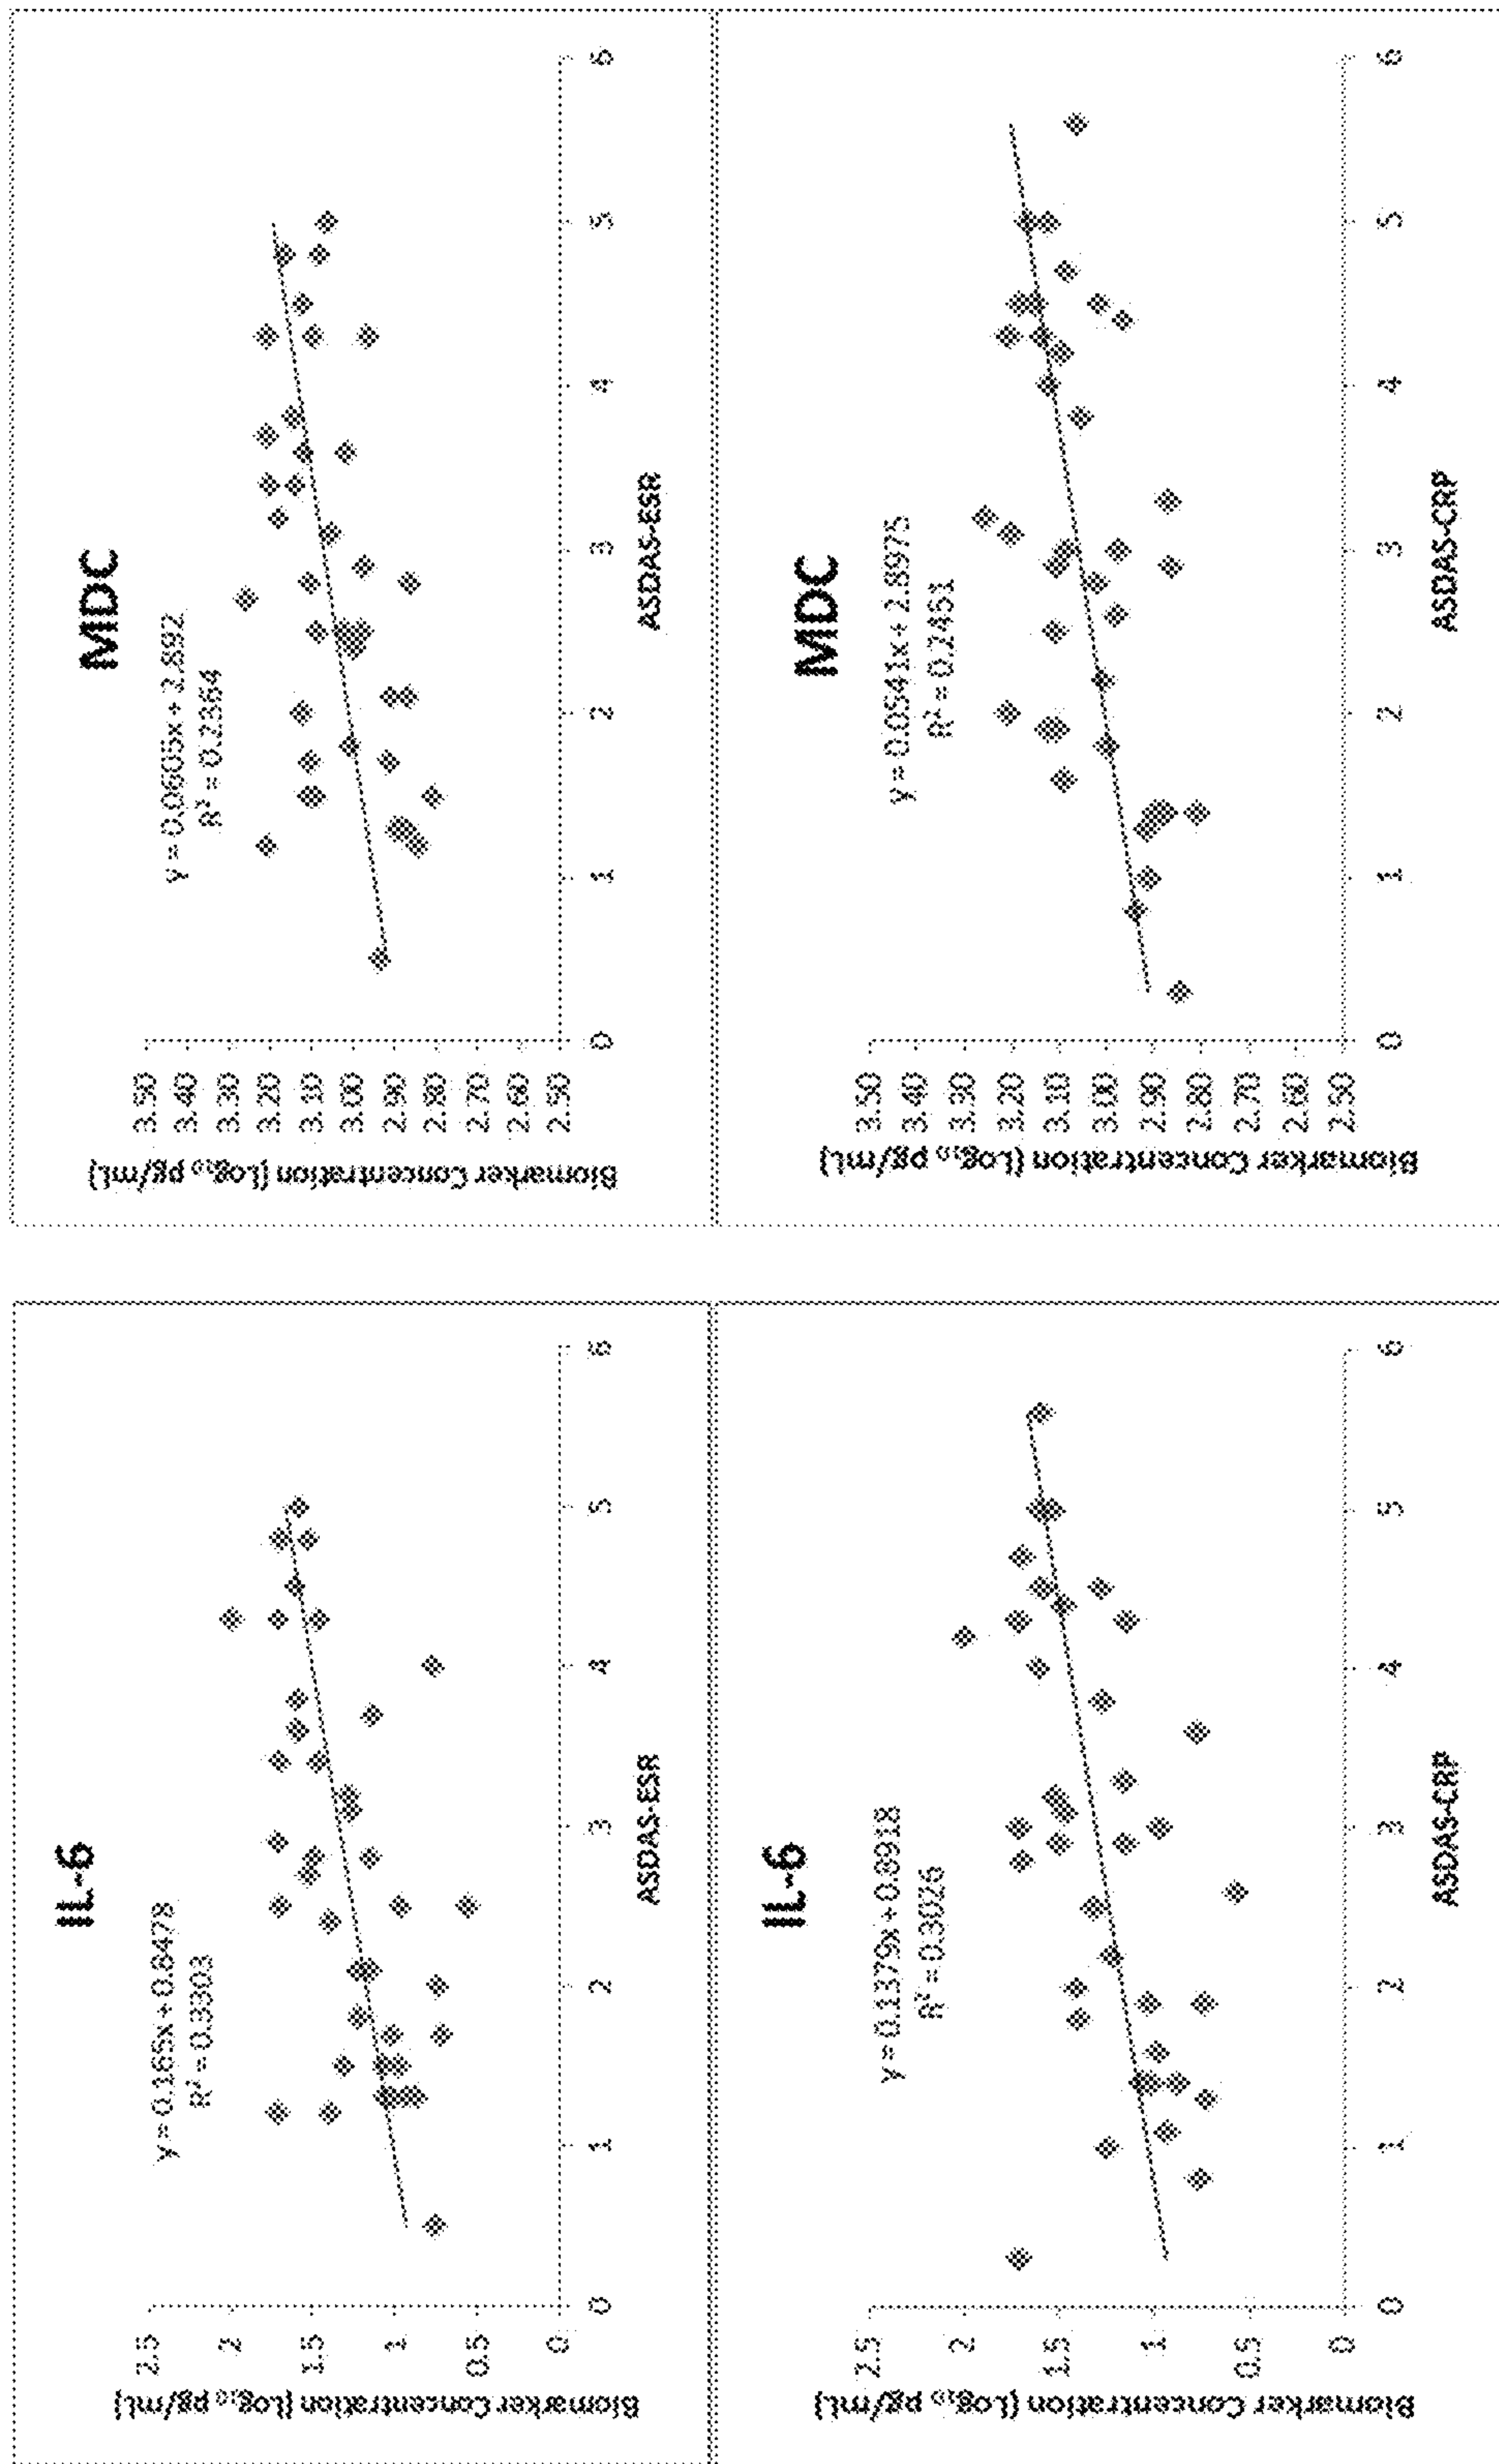 IL-6
y = 0.165x + 0.8478
R² = 0.3303
Biomarker Concentration (Log₁₀ pg/mL)
2.5
2
1.5
1
0.5
0
0 1 2 3 4 5 6
ASDAS-ESR
MDC
y = 0.0605x + 2.892
R² = 0.2364
Biomarker Concentration (Log₁₀ pg/mL)
3.50
3.40
3.30
3.20
3.10
3.00
2.90
2.80
2.70
2.60
2.50
0 1 2 3 4 5 6
ASDAS-ESR
IL-6
y = 0.1379x + 0.8918
R² = 0.3026
Biomarker Concentration (Log₁₀ pg/mL)
2.5
2
1.5
1
0.5
0
0 1 2 3 4 5 6
ASDAS-CRP
MDC
y = 0.0541x + 2.8975
R² = 0.2451
Biomarker Concentration (Log₁₀ pg/mL)
3.50
3.40
3.30
3.20
3.10
3.00
2.90
2.80
2.70
2.60
2.50
0 1 2 3 4 5 6
ASDAS-CRP